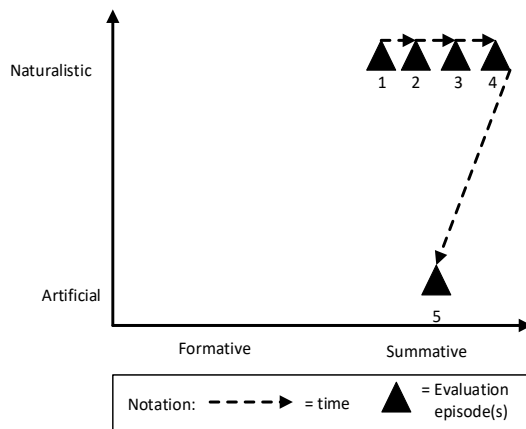 Naturalistic
1 2 3 4
Artificial
5
Formative Summative
Notation: = time = Evaluation
episode(s)